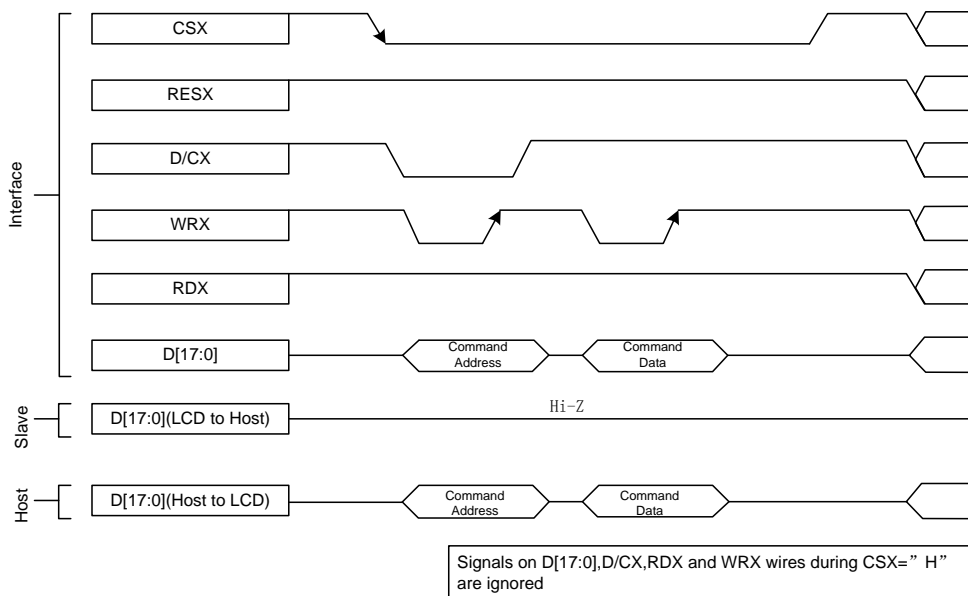 CSX
RESX
D/CX
WRX
RDX
D[17:0]
Command
Address
Command
Data
Interface
D[17:0](LCD to Host)
Hi-Z
Slave
D[17:0](Host to LCD)
Command
Address
Command
Data
Host
Signals on D[17:0],D/CX,RDX and WRX wires during CSX=” H”
are ignored